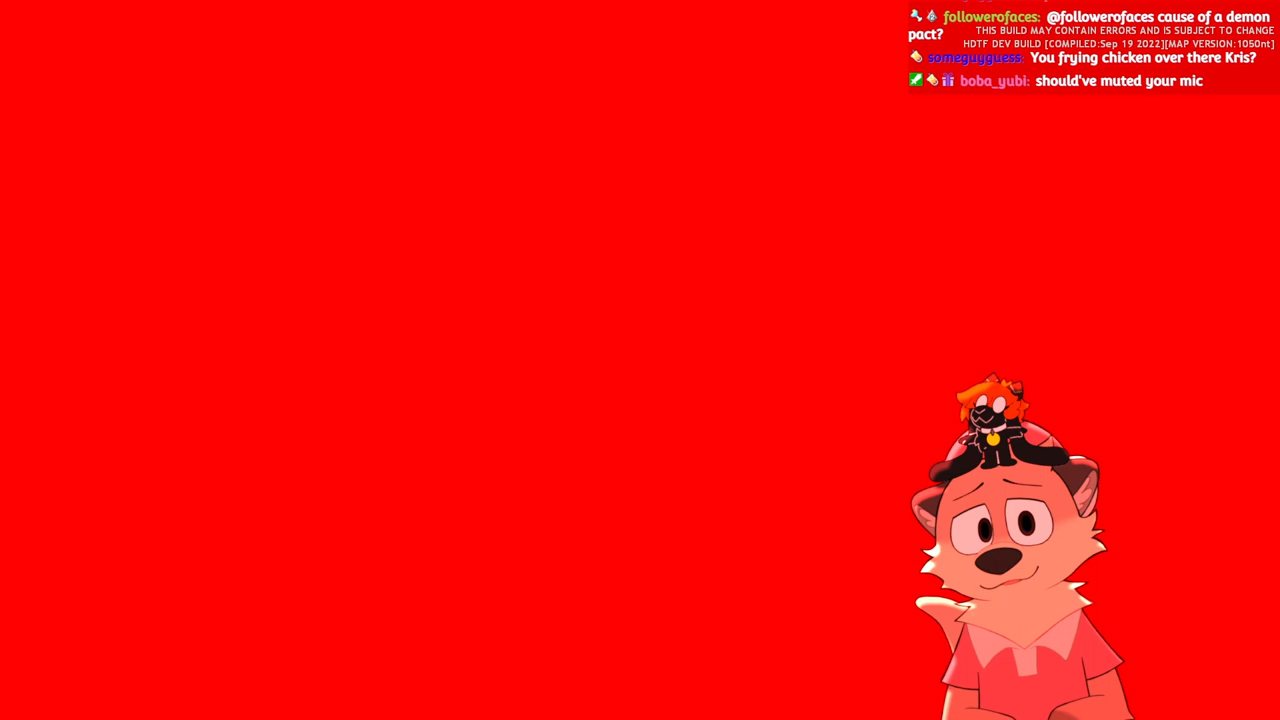 followerofaces: @followerofaces cause of a demon
pact?
THIS BUILD MAY CONTAIN ERRORS AND IS SUBJECT TO CHANGE
HDTF DEV BUILD [COMPILED:Sep 19 2022][MAP VERSION:1050nt]
someguyguess: You frying chicken over there Kris?
boba_yubi: should've muted your mic